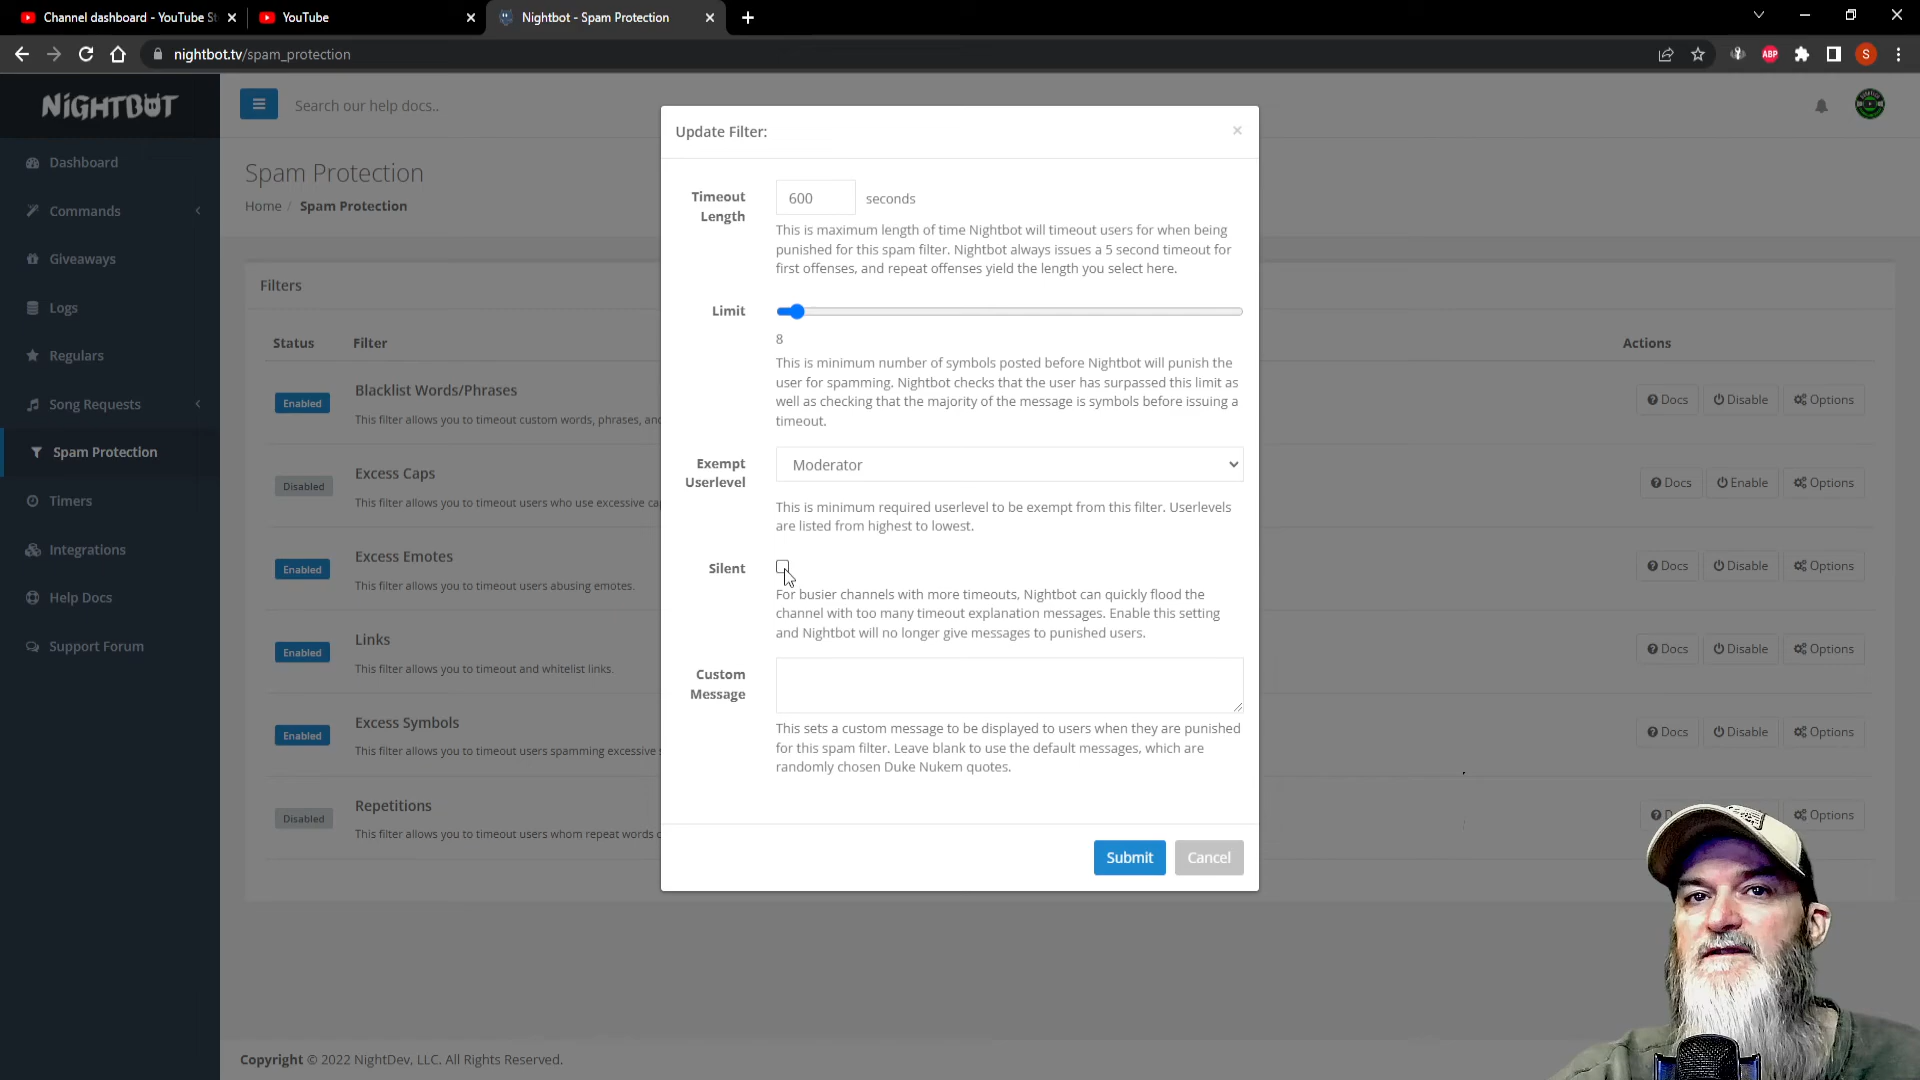 Channel dashboard - YouTube St
YouTube
Nightbot - Spam Protection
nightbot.tv/spam_protection
ABP
S
NiGHTBOT
Search our help docs..
Dashboard
Commands
Giveaways
Logs
Regulars
Song Requests
Spam Protection
Timers
Integrations
Help Docs
Support Forum
Spam Protection
Home / Spam Protection
Filters
Status Filter Actions
Enabled Blacklist Words/Phrases
This filter allows you to timeout custom words, phrases, an
Docs Disable Options
Disabled Excess Caps
This filter allows you to timeout users who use excessive ca
Docs Enable Options
Enabled Excess Emotes
This filter allows you to timeout users abusing emotes.
Docs Disable Options
Enabled Links
This filter allows you to timeout and whitelist links.
Docs Disable Options
Enabled Excess Symbols
This filter allows you to timeout users spamming excessive s
Docs Disable Options
Disabled Repetitions
This filter allows you to timeout users whom repeat words o
Options
Update Filter:
Timeout Length
600 seconds
This is maximum length of time Nightbot will timeout users for when being
punished for this spam filter. Nightbot always issues a 5 second timeout for
first offenses, and repeat offenses yield the length you select here.
Limit
8
This is minimum number of symbols posted before Nightbot will punish the
user for spamming. Nightbot checks that the user has surpassed this limit as
well as checking that the majority of the message is symbols before issuing a
timeout.
Exempt Userlevel
Moderator
This is minimum required userlevel to be exempt from this filter. Userlevels
are listed from highest to lowest.
Silent
For busier channels with more timeouts, Nightbot can quickly flood the
channel with too many timeout explanation messages. Enable this setting
and Nightbot will no longer give messages to punished users.
Custom Message
This sets a custom message to be displayed to users when they are punished
for this spam filter. Leave blank to use the default messages, which are
randomly chosen Duke Nukem quotes.
Submit Cancel
Copyright © 2022 NightDev, LLC. All Rights Reserved.